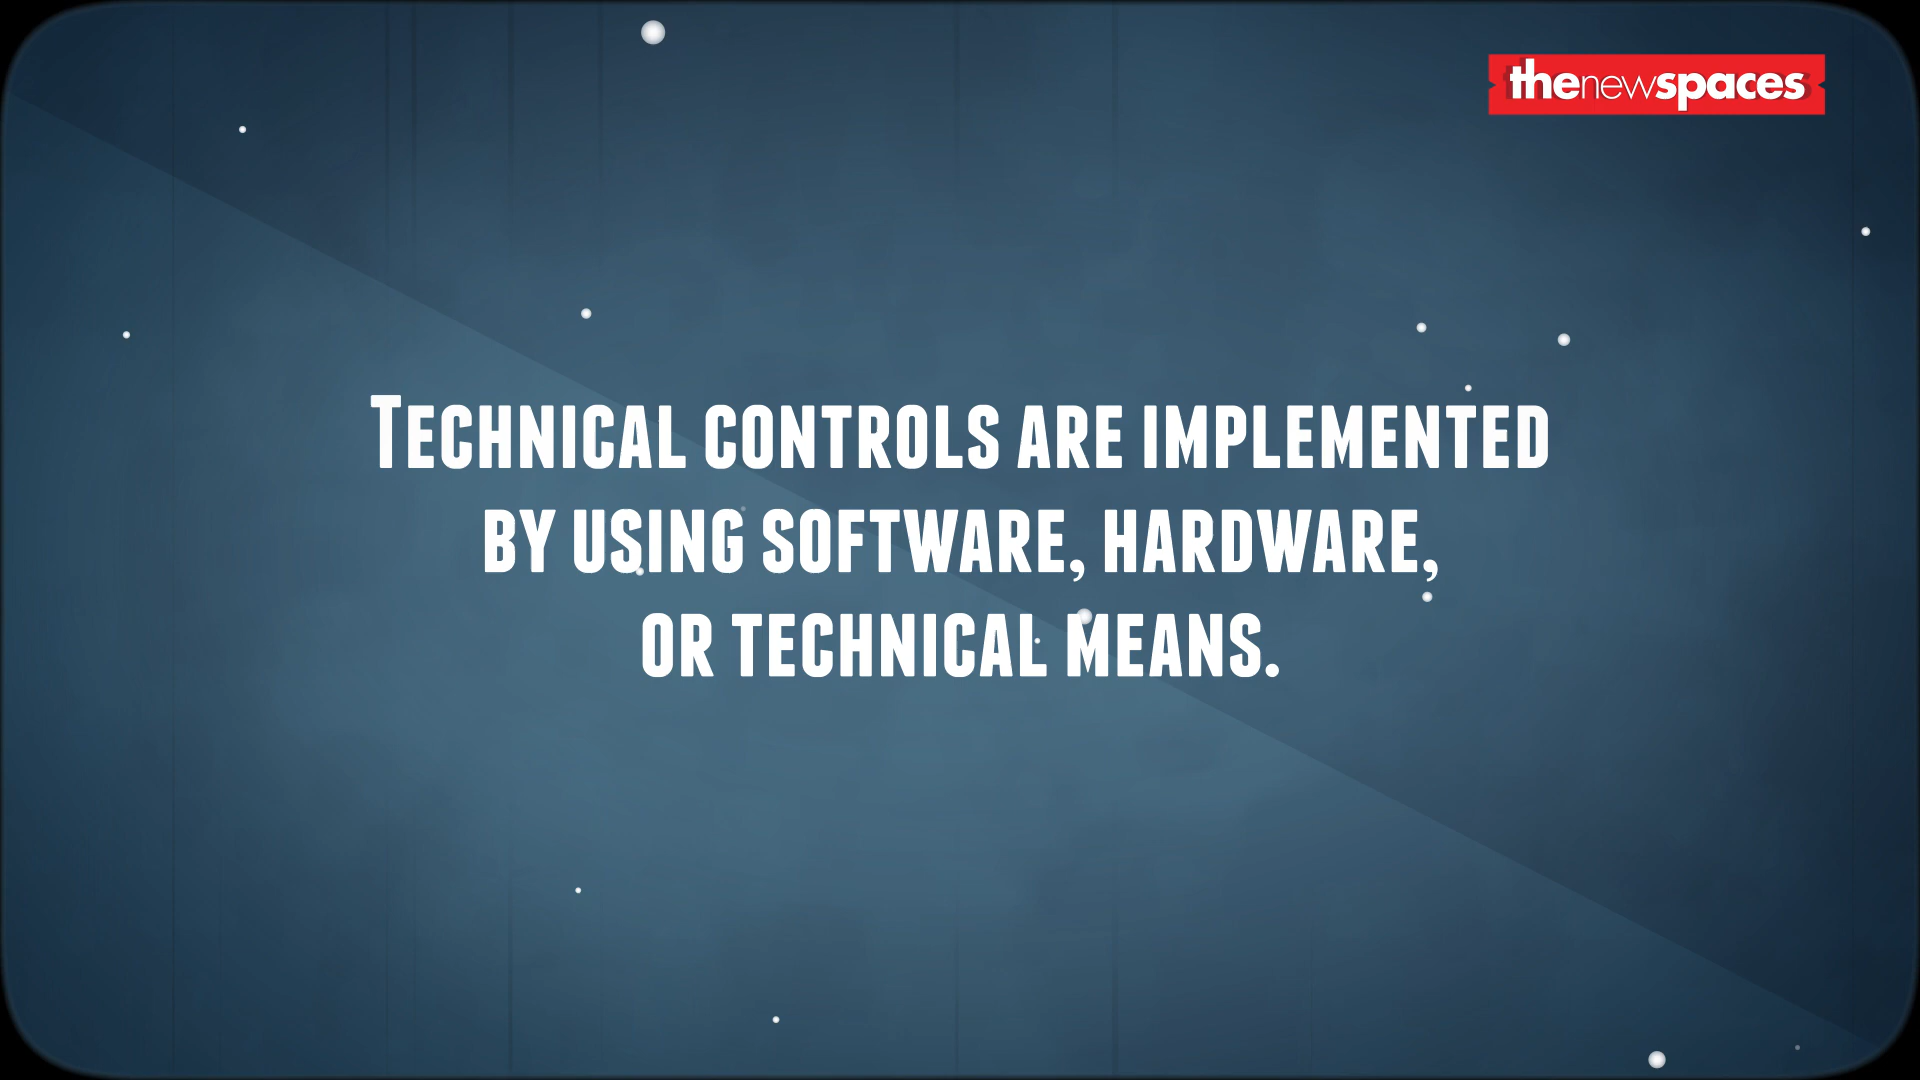 thenewspaces
Technical controls are implemented
by using software, hardware,
or technical means.